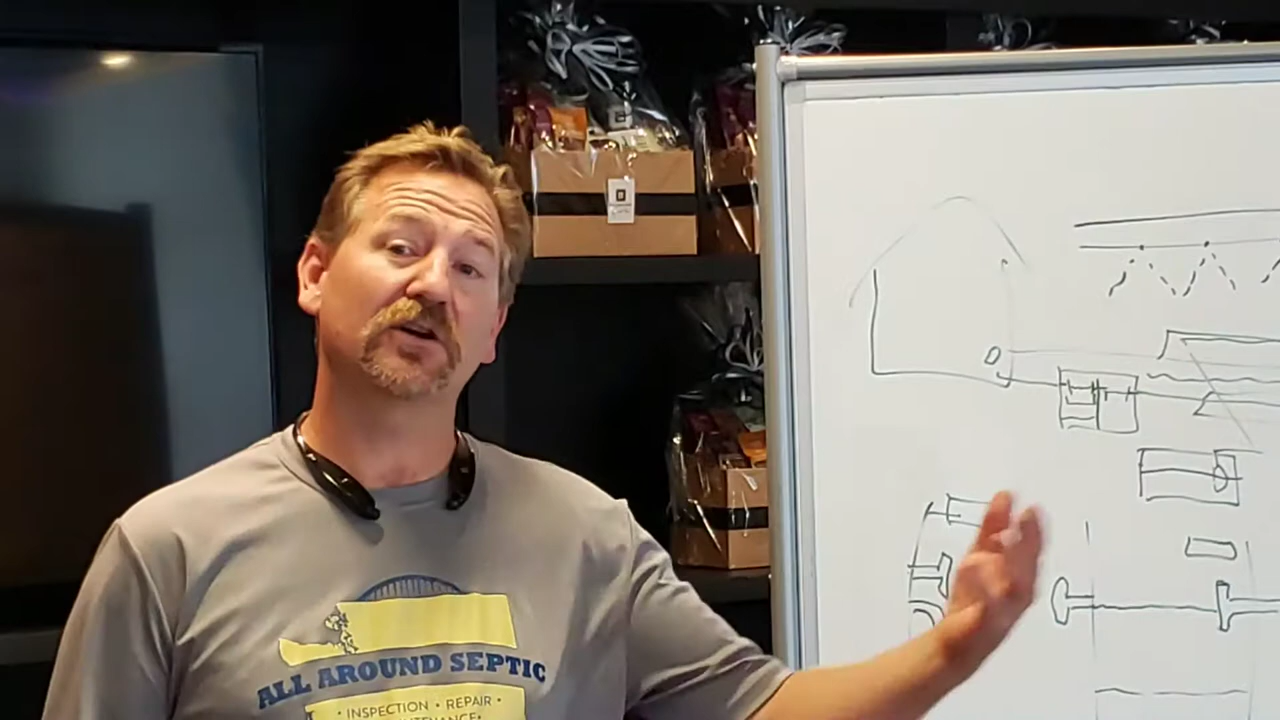 ALL AROUND SEPTIC
• INSPECTION • REPAIR •